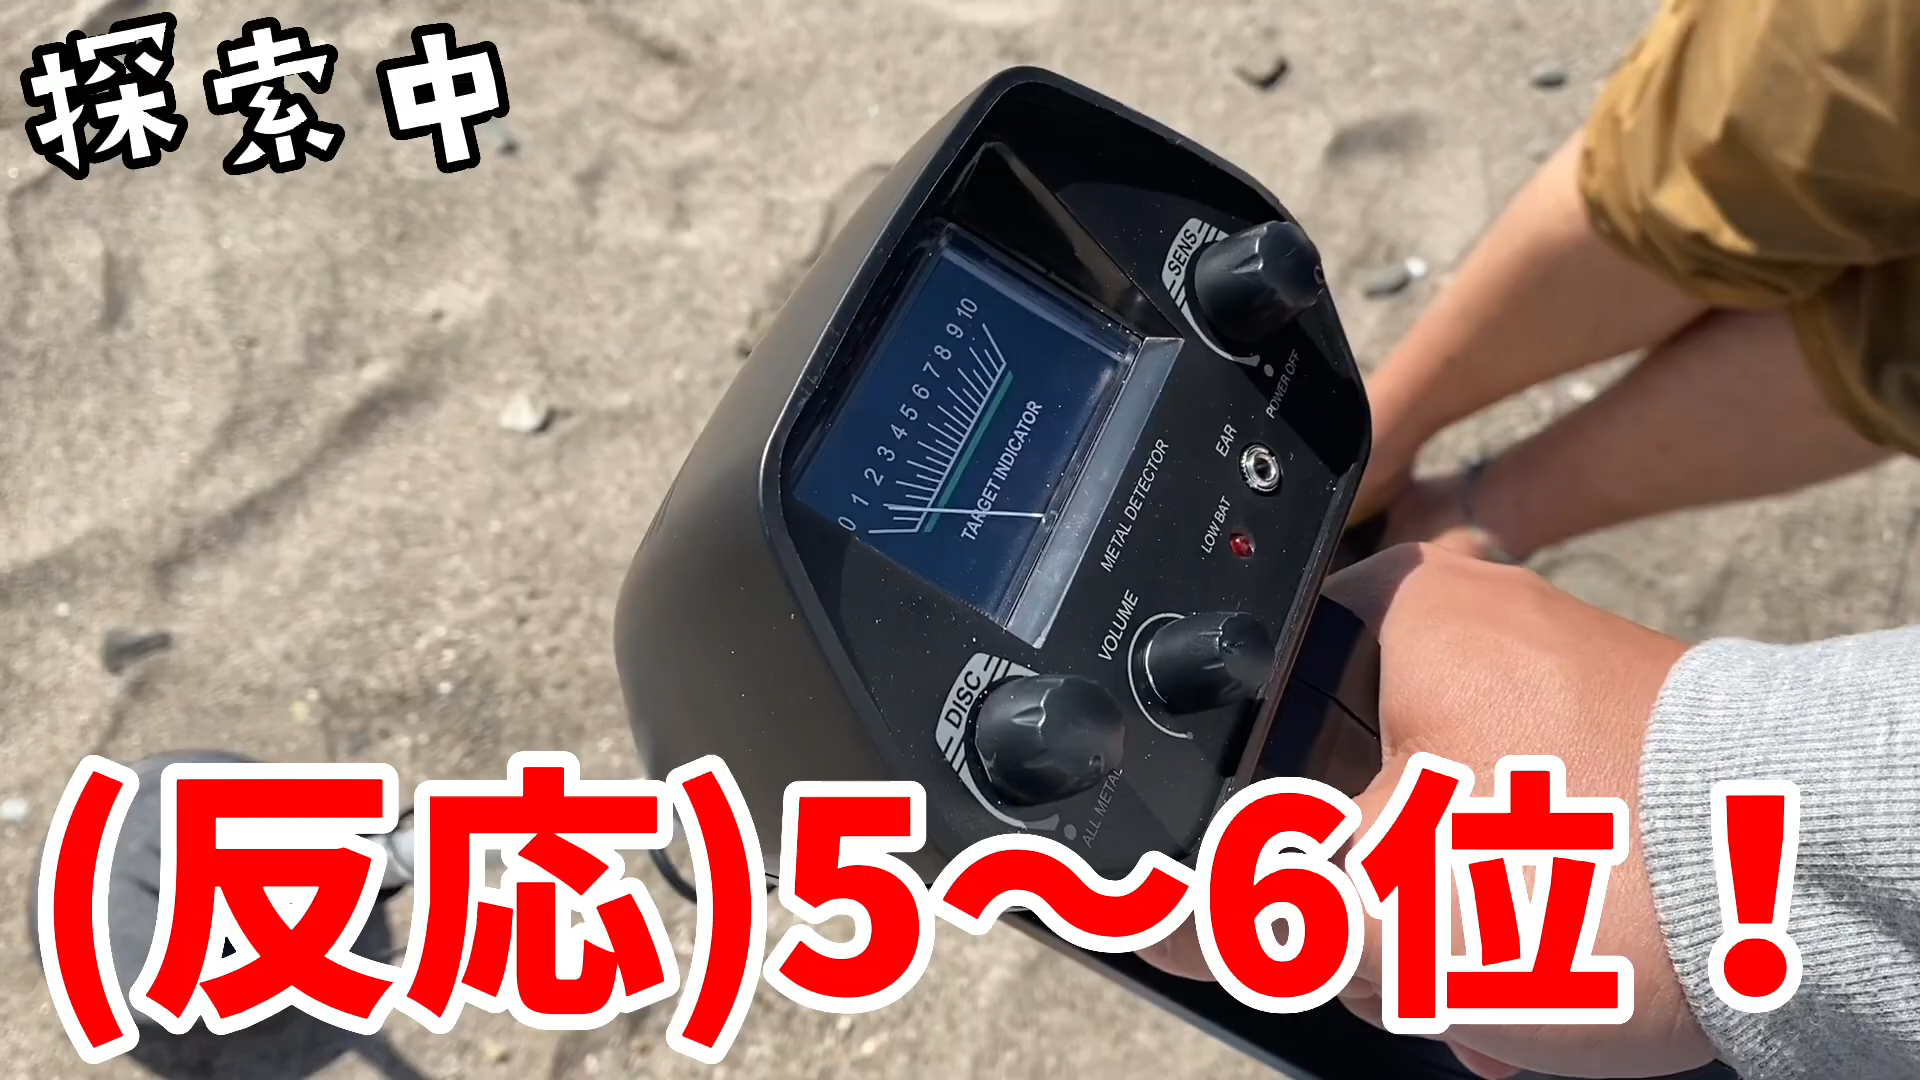 探索中
SENS
POWER OFF
0 1 2 3 4 5 6 7 8 9 10
TARGET INDICATOR
METAL DETECTOR
EAR
LOW BAT
VOLUME
DISC
ALL METAL
(反応)5〜6位！